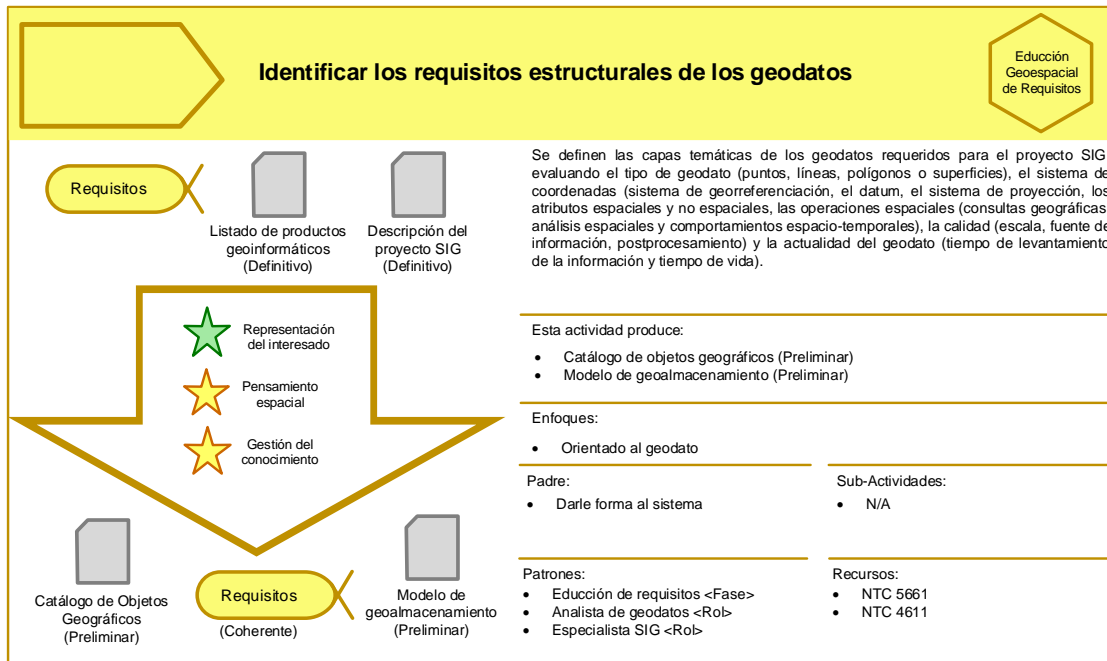 Identificar los requisitos estructurales de los geodatos
Educción
Geoespacial
de Requisitos
Requisitos
Listado de productos
geoinformáticos
(Definitivo)
Descripción del
proyecto SIG
(Definitivo)
Se definen las capas temáticas de los geodatos requeridos para el proyecto SIG
evaluando el tipo de geodato (puntos, líneas, polígonos o superficies), el sistema de
coordenadas (sistema de georreferenciación, el datum, el sistema de proyección, los
atributos espaciales y no espaciales, las operaciones espaciales (consultas geográficas
análisis espaciales y comportamientos espacio-temporales), la calidad (escala, fuente de
información, postprocesamiento) y la actualidad del geodato (tiempo de levantamiento
de la información y tiempo de vida).
Representación
del interesado
Pensamiento
espacial
Gestión del
conocimiento
Esta actividad produce:
• Catálogo de objetos geográficos (Preliminar)
• Modelo de geoalmacenamiento (Preliminar)
Enfoques:
• Orientado al geodato
Padre:
• Darle forma al sistema
Sub-Actividades:
• N/A
Catálogo de Objetos
Geográficos
(Preliminar)
Requisitos
(Coherente)
Modelo de
geoalmacenamiento
(Preliminar)
Patrones:
• Educción de requisitos <Fase>
• Analista de geodatos <Rol>
• Especialista SIG <Rol>
Recursos:
• NTC 5661
• NTC 4611